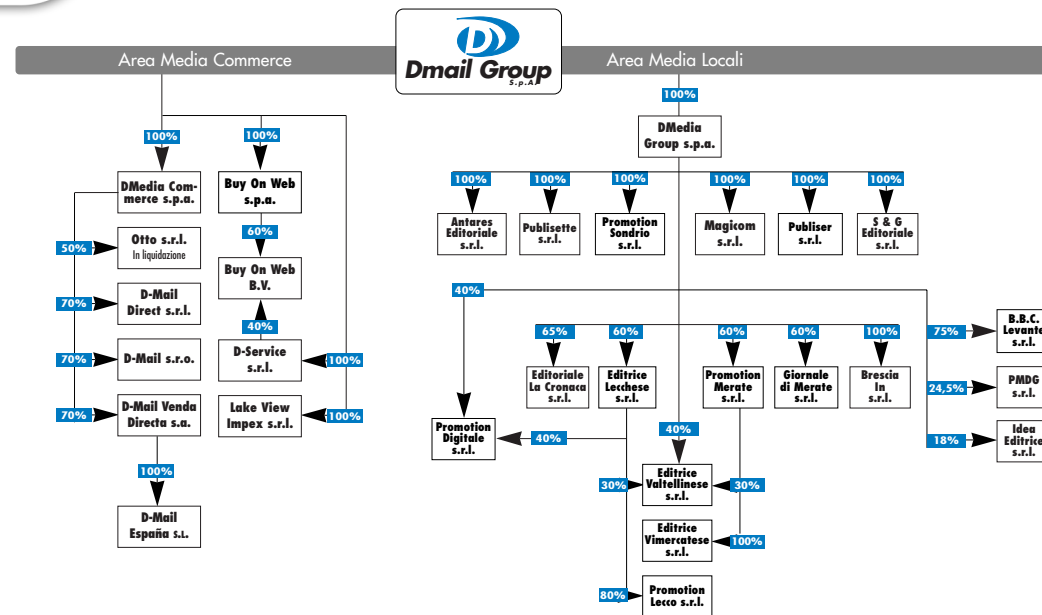 Area Media Commerce
Dmail Group
S.p.A.
Area Media Locali
100%
DMedia
Group s.p.a.
100%
100%
DMedia Com-
merce s.p.a.
Buy On Web
s.p.a.
50%
Otto s.r.l.
In liquidazione
60%
Buy On Web
B.V.
70%
D-Mail
Direct s.r.l.
40%
70%
D-Mail s.r.o.
D-Service
s.r.l.
100%
70%
D-Mail Venda
Directa s.a.
Lake View
Impex s.r.l.
100%
100%
D-Mail
España s.l.
100%
100%
100%
100%
100%
100%
Antares
Editoriale
s.r.l.
Publisette
s.r.l.
Promotion
Sondrio
s.r.l.
Magicom
s.r.l.
Publiser
s.r.l.
S & G
Editoriale
s.r.l.
40%
65%
60%
60%
60%
100%
Editoriale
La Cronaca
s.r.l.
Editrice
Lecchese
s.r.l.
Promotion
Merate
s.r.l.
Giornale
di Merate
s.r.l.
Brescia
In
s.r.l.
75%
B.B.C.
Levante
s.r.l.
24,5%
PMDG
s.r.l.
18%
Idea
Editrice
s.r.l.
Promotion
Digitale
s.r.l.
40%
40%
30%
Editrice
Valtellinese
s.r.l.
30%
Editrice
Vimercatese
s.r.l.
100%
80%
Promotion
Lecco s.r.l.